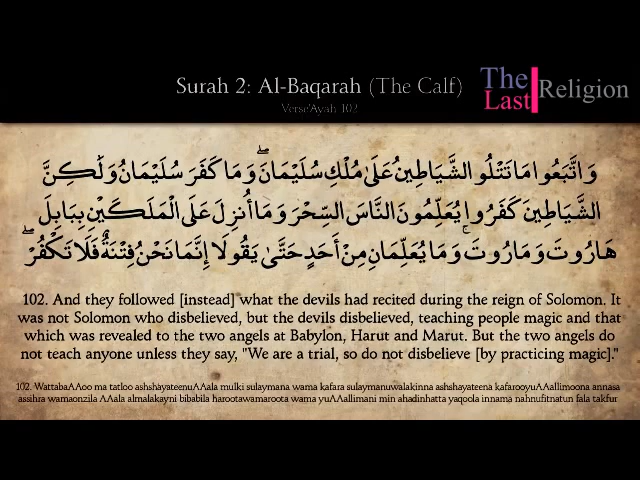 Surah 2: Al-Baqarah (The Calf)
Verse'Ayah 102
The
Last Religion
وَاتَّبَعُوا مَا تَتْلُو الشَّيَاطِينُ عَلَىٰ مُلْكِ سُلَيْمَانَ ۖ وَمَا كَفَرَ سُلَيْمَانُ وَلَٰكِنَّ
الشَّيَاطِينَ كَفَرُوا يُعَلِّمُونَ النَّاسَ السِّحْرَ وَمَا أُنزِلَ عَلَى الْمَلَكَيْنِ بِبَابِلَ
هَارُوتَ وَمَارُوتَ ۚ وَمَا يُعَلِّمَانِ مِنْ أَحَدٍ حَتَّىٰ يَقُولَا إِنَّمَا نَحْنُ فِتْنَةٌ فَلَا تَكْفُرْ ۖ
102. And they followed [instead] what the devils had recited during the reign of Solomon. It
was not Solomon who disbelieved, but the devils disbelieved, teaching people magic and that
which was revealed to the two angels at Babylon, Harut and Marut. But the two angels do
not teach anyone unless they say, "We are a trial, so do not disbelieve [by practicing magic]."
102. WattabaAAoo ma tatloo ashshayateenuAAala mulki sulaymana wama kafara sulaymanuwalakinna ashshayateena kafarooyuAAallimoona annasa
assihra wamaonzila AAala almalakayni bibabila harootawamaroota wama yuAAallimani min ahadinhatta yaqoola innama nahnufitnatun fala takfur